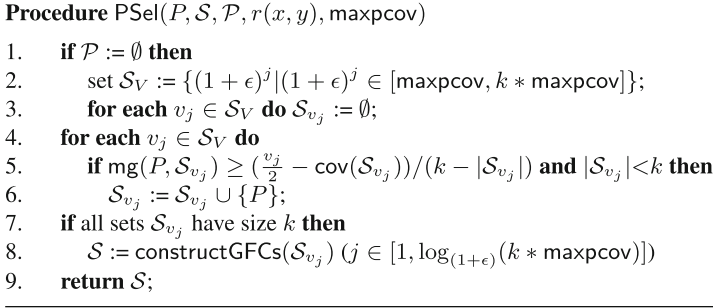 Procedure PSel(P, 𝒮, 𝒫, r(x, y), maxpcov)
1. if 𝒫 := ∅ then
2. set 𝒮_V := {(1 + ϵ)^j|(1 + ϵ)^j ∈ [maxpcov, k ∗ maxpcov]};
3. for each v_j ∈ 𝒮_V do 𝒮_{v_j} := ∅;
4. for each v_j ∈ 𝒮_V do
5. if mg(P, 𝒮_{v_j}) ≥ (v_j/2 − cov(𝒮_{v_j}))/(k − |𝒮_{v_j}|) and |𝒮_{v_j}|<k then
6. 𝒮_{v_j} := 𝒮_{v_j} ∪ {P};
7. if all sets 𝒮_{v_j} have size k then
8. 𝒮 := constructGFCs(𝒮_{v_j}) (j ∈ [1, log_{(1+ϵ)}(k ∗ maxpcov)])
9. return 𝒮;